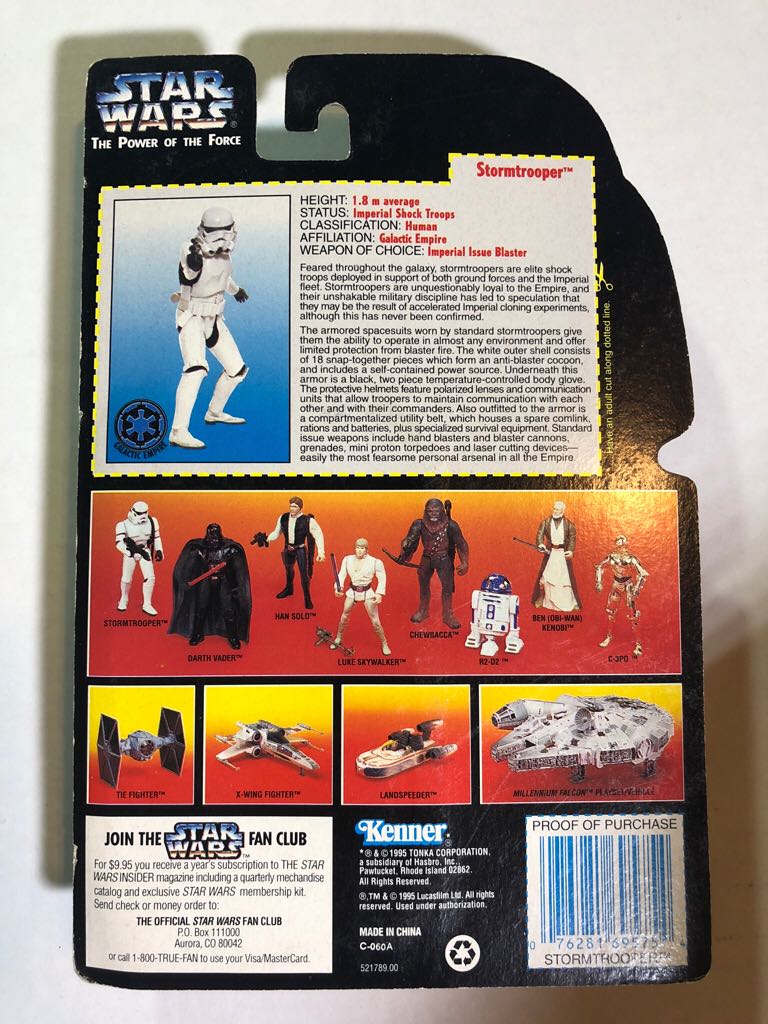 STAR
WARS®
THE POWER OF THE FORCE
Stormtrooper™
HEIGHT: 1.8 m average
STATUS: Imperial Shock Troops
CLASSIFICATION: Human
AFFILIATION: Galactic Empire
WEAPON OF CHOICE: Imperial Issue Blaster
Feared throughout the galaxy, stormtroopers are elite shock
troops deployed in support of both ground forces and the Imperial
fleet. Stormtroopers are unquestionably loyal to the Empire, and
their unshakable military discipline has led to speculation that
they may be the result of accelerated Imperial cloning experiments,
although this has never been confirmed.
The armored spacesuits worn by standard stormtroopers give
them the ability to operate in almost any environment and offer
limited protection from blaster fire. The white outer shell consists
of 18 snap-together pieces which form an anti-blaster cocoon,
and includes a self-contained power source. Underneath this
armor is a black, two piece temperature-controlled body glove.
The protective helmets feature polarized lenses and communication
units that allow troopers to maintain communication with each
other and with their commanders. Also outfitted to the armor is
a compartmentalized utility belt, which houses a spare comlink,
rations and batteries, plus specialized survival equipment. Standard
issue weapons include hand blasters and blaster cannons,
grenades, mini proton torpedoes and laser cutting devices—
easily the most fearsome personal arsenal in all the Empire.
GALACTIC EMPIRE
Have an adult cut along dotted line.
STORMTROOPER™
DARTH VADER™
HAN SOLO™
LUKE SKYWALKER™
CHEWBACCA™
R2-D2™
BEN (OBI-WAN)
KENOBI™
C-3PO™
TIE FIGHTER™
X-WING FIGHTER™
LANDSPEEDER™
MILLENNIUM FALCON™ PLAYSET/VEHICLE
JOIN THE STAR WARS™ FAN CLUB
For $9.95 you receive a year's subscription to THE STAR
WARS INSIDER magazine including a quarterly merchandise
catalog and exclusive STAR WARS membership kit.
Send check or money order to:
THE OFFICIAL STAR WARS FAN CLUB
P.O. Box 111000
Aurora, CO 80042
or call 1-800-TRUE-FAN to use your Visa/MasterCard.
Kenner®
*® & © 1995 TONKA CORPORATION,
a subsidiary of Hasbro, Inc.,
Pawtucket, Rhode Island 02862.
All Rights Reserved.
®,™ & © 1995 Lucasfilm Ltd. All rights
reserved. Used under authorization.
MADE IN CHINA
C-060A
521789.00
PROOF OF PURCHASE
0 76281 69575 4
STORMTROOPER™